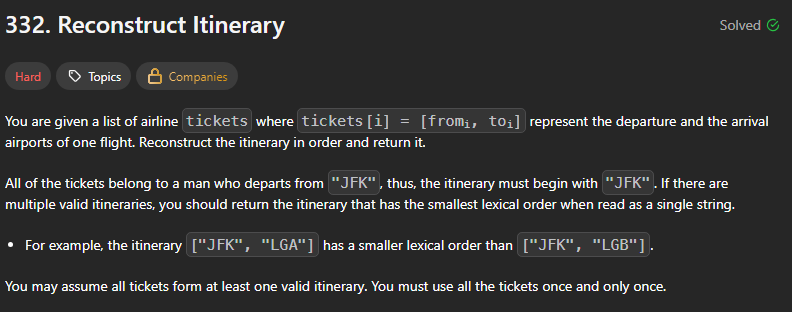 332. Reconstruct Itinerary
Solved
Hard
Topics
Companies
You are given a list of airline tickets where tickets[i] = [fromi, toi] represent the departure and the arrival
airports of one flight. Reconstruct the itinerary in order and return it.
All of the tickets belong to a man who departs from "JFK", thus, the itinerary must begin with "JFK". If there are
multiple valid itineraries, you should return the itinerary that has the smallest lexical order when read as a single string.
• For example, the itinerary ["JFK", "LGA"] has a smaller lexical order than ["JFK", "LGB"].
You may assume all tickets form at least one valid itinerary. You must use all the tickets once and only once.